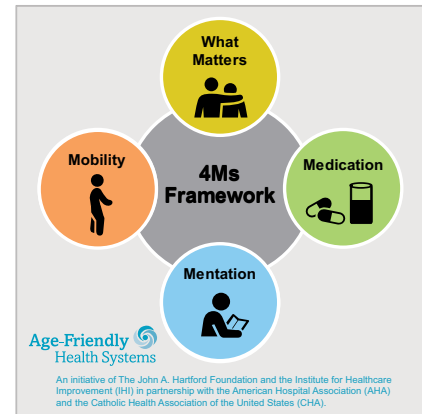 What
Matters
Mobility
4Ms
Framework
Medication
Mentation
Age-Friendly
Health Systems
An initiative of The John A. Hartford Foundation and the Institute for Healthcare
Improvement (IHI) in partnership with the American Hospital Association (AHA)
and the Catholic Health Association of the United States (CHA).